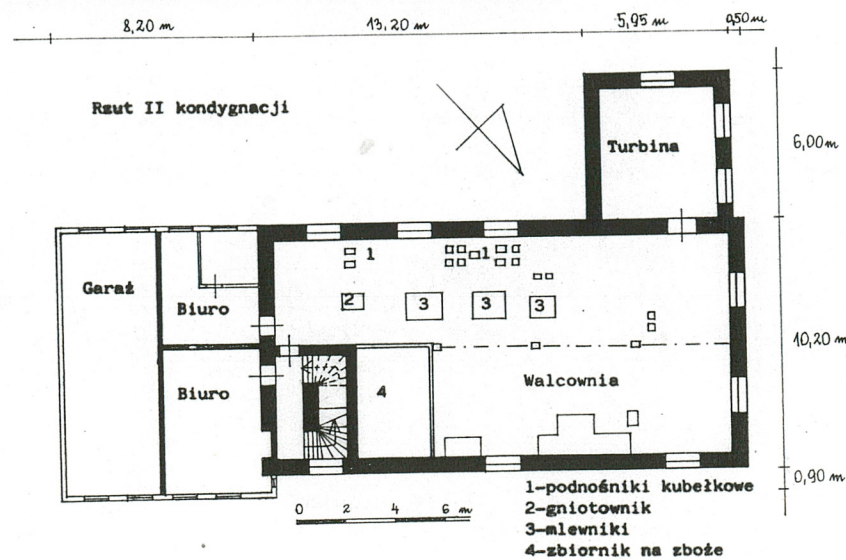 8,20 m 13,20 m 5,95 m 0,50 m
Rzut II kondygnacji
Turbina
6,00 m
Garaż
Biuro
1
1
2
3
3
3
10,20 m
Biuro
4
Walcownia
0,90 m
0 2 4 6 m
1-podnośniki kubełkowe
2-gniotownik
3-mlewniki
4-zbiornik na zboże